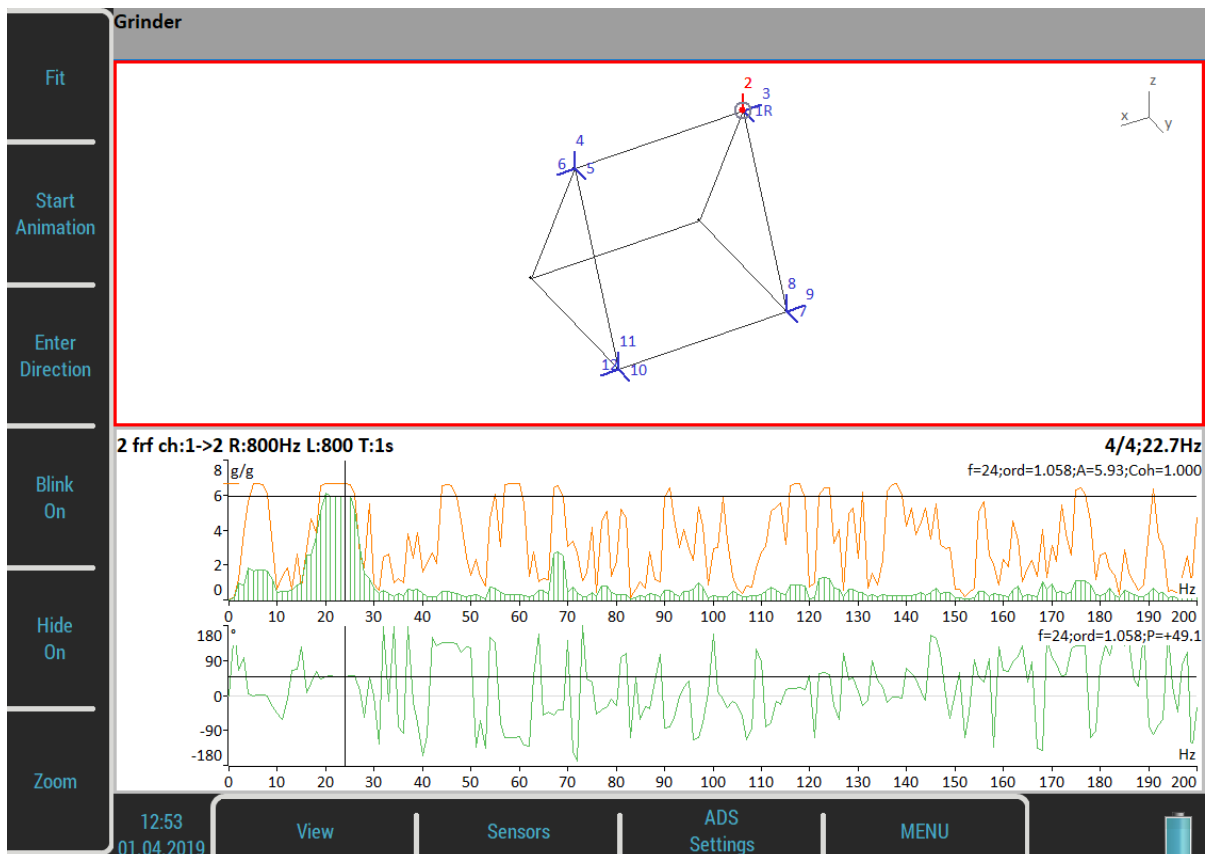 Grinder
Fit
Start
Animation
Enter
Direction
Blink
On
Hide
On
Zoom
2
3
1R
z
x
y
4
6
5
8
9
7
11
12
10
2 frf ch:1->2 R:800Hz L:800 T:1s
4/4;22.7Hz
8
g/g
f=24;ord=1.058;A=5.93;Coh=1.000
6
4
2
0
Hz
0 10 20 30 40 50 60 70 80 90 100 110 120 130 140 150 160 170 180 190 200
180
°
f=24;ord=1.058;P=+49.1
90
0
-90
-180
Hz
0 10 20 30 40 50 60 70 80 90 100 110 120 130 140 150 160 170 180 190 200
12:53
01.04.2019
View
Sensors
ADS
Settings
MENU